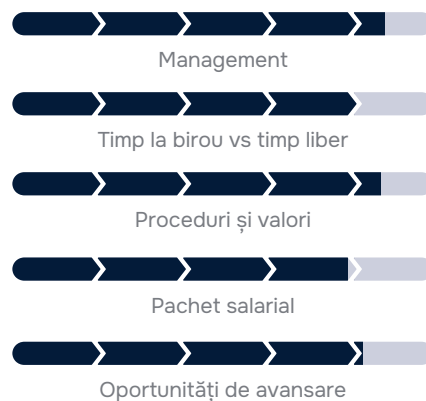 Management
Timp la birou vs timp liber
Proceduri și valori
Pachet salarial
Oportunități de avansare